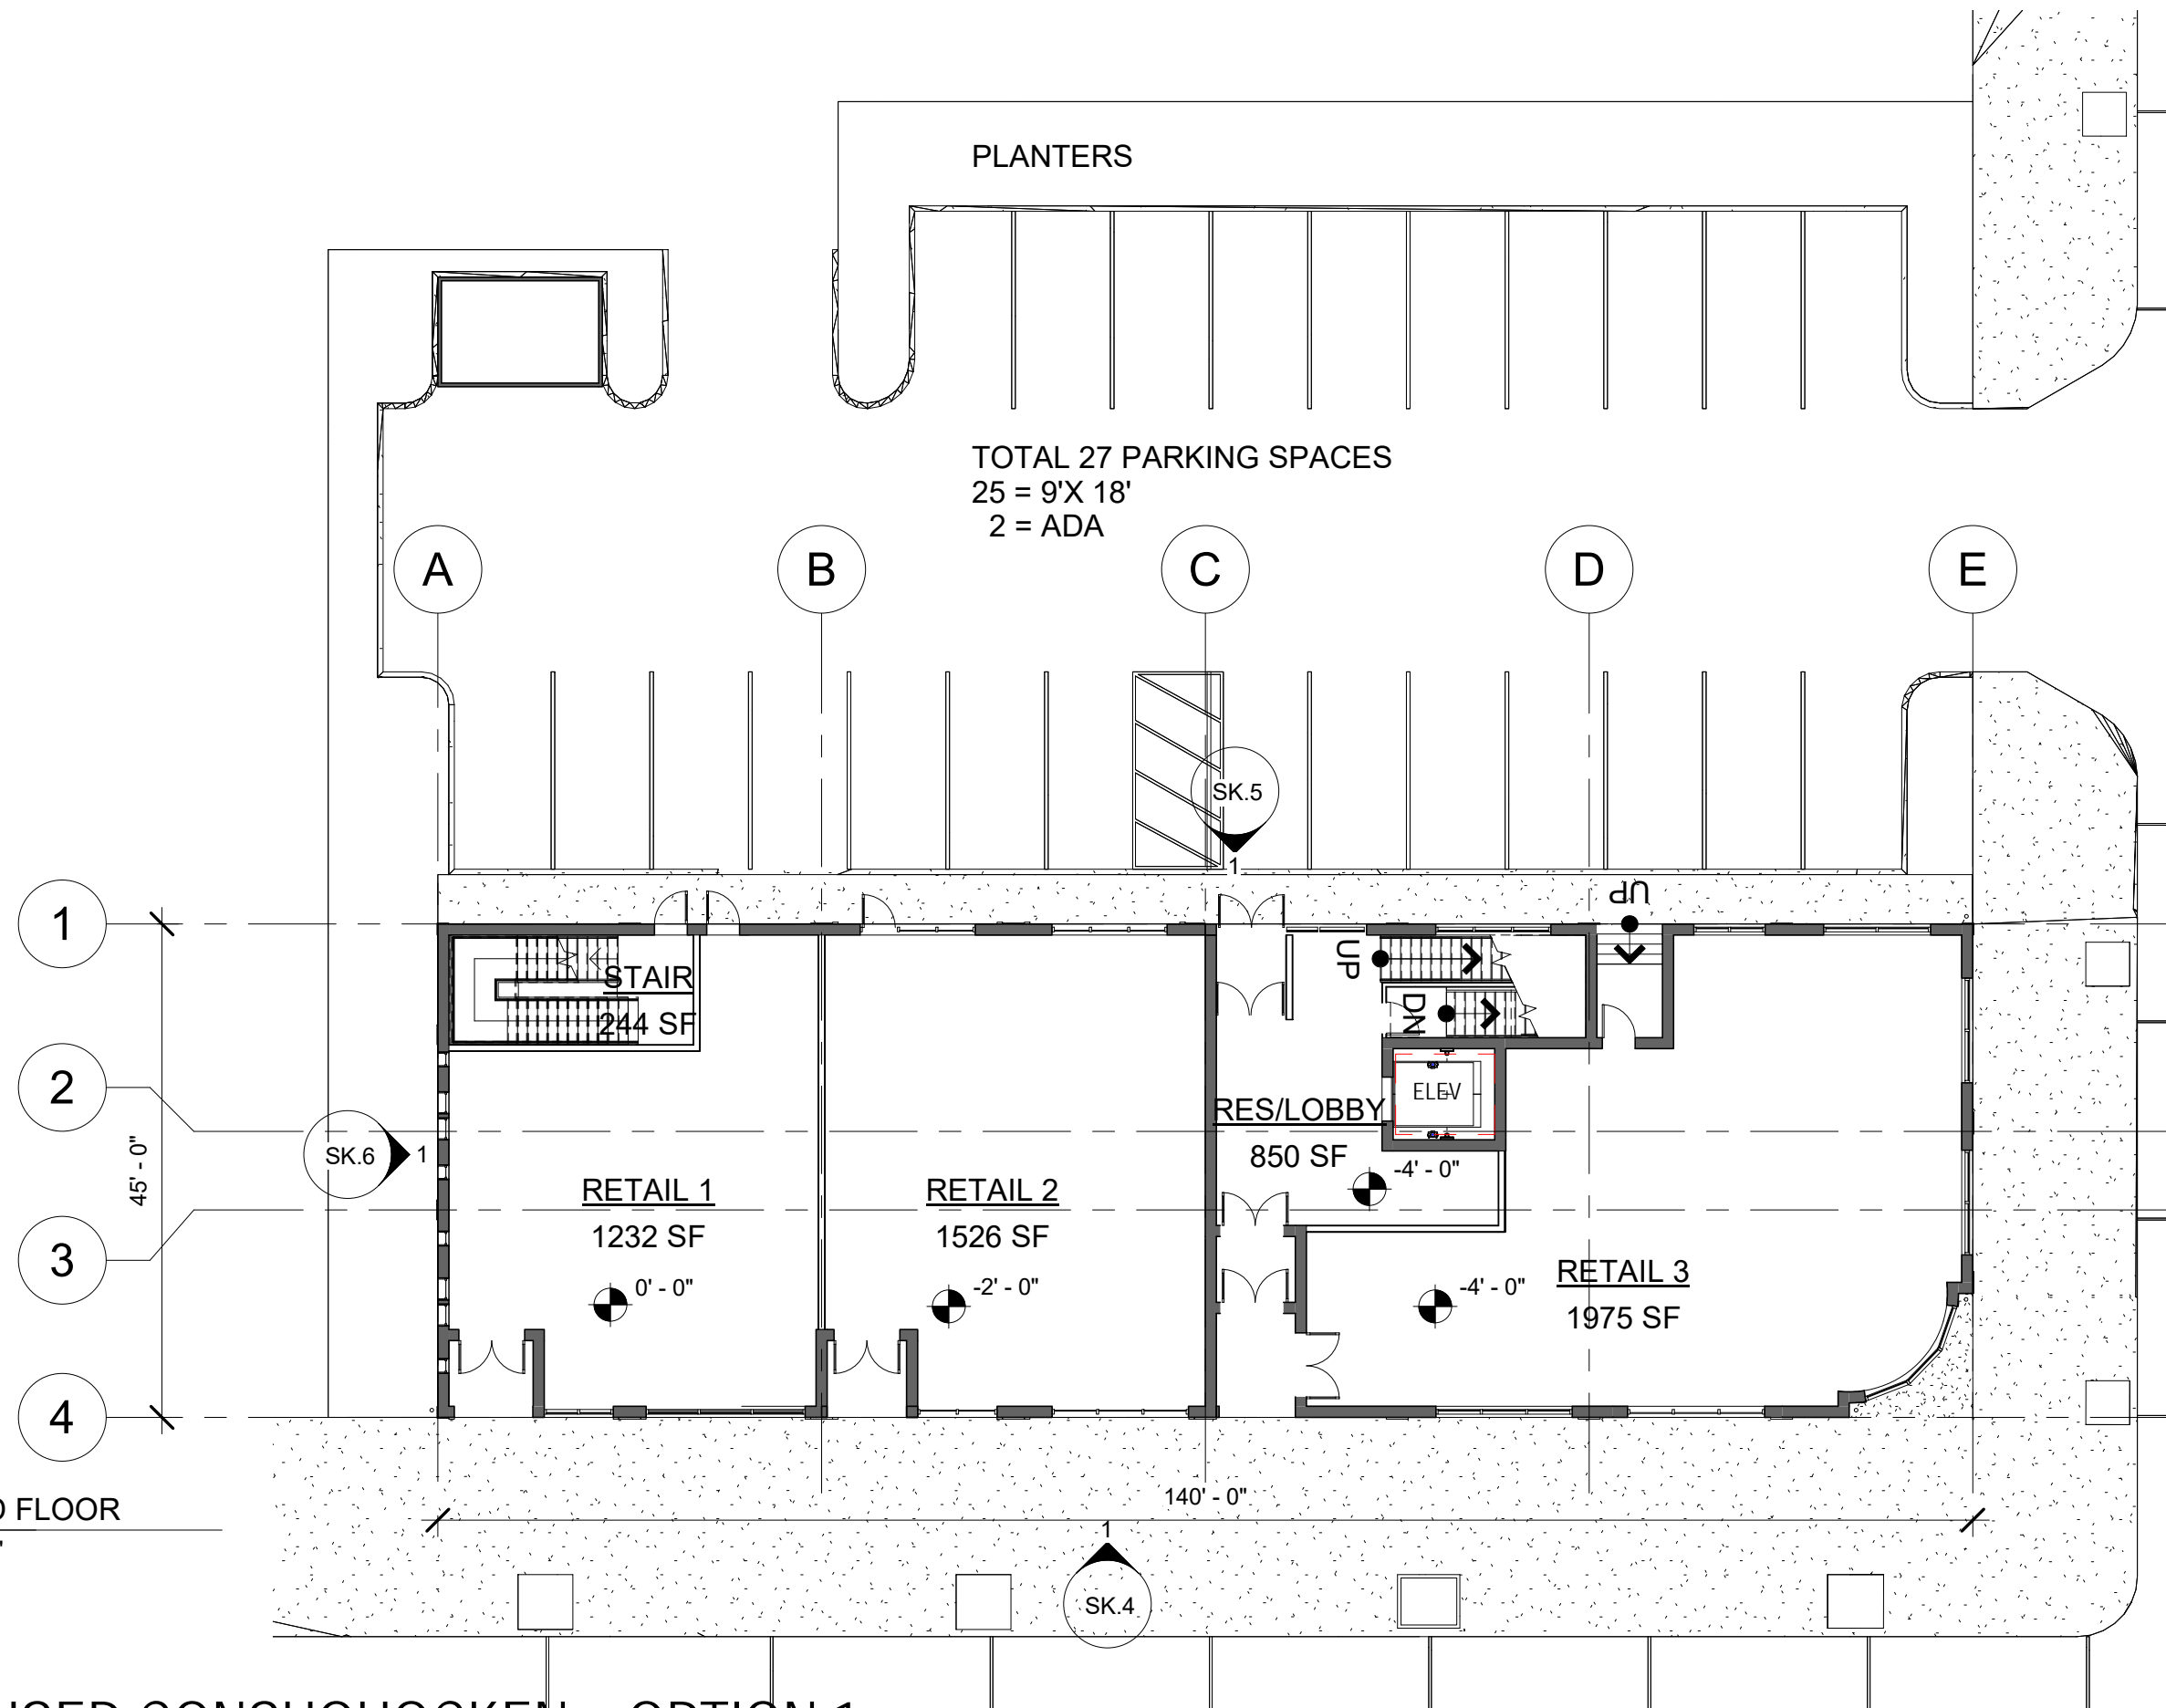 PLANTERS
TOTAL 27 PARKING SPACES
25 = 9'X 18'
2 = ADA
A
B
C
D
E
SK.5
1
1
2
3
4
45' - 0"
UP
UP
DN
STAIR
244 SF
ELEV
RES/LOBBY
850 SF
-4' - 0"
SK.6
1
RETAIL 1
1232 SF
0' - 0"
RETAIL 2
1526 SF
-2' - 0"
RETAIL 3
1975 SF
-4' - 0"
140' - 0"
1
SK.4
FLOOR
CONSHOHOCKEN - OPTION 1